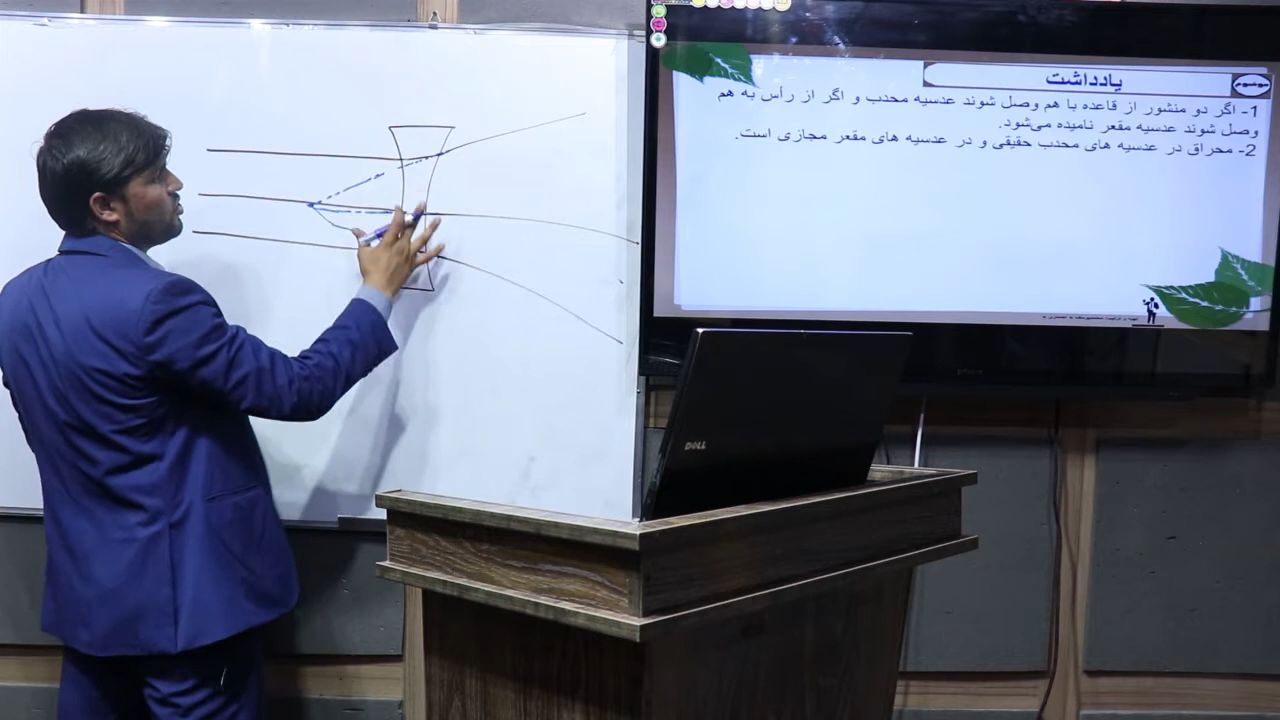 یادداشت
موضوع
1- اگر دو منشور از قاعده با هم وصل شوند عدسیه محدب و اگر از رأس به هم
وصل شوند عدسیه مقعر نامیده می‌شود.
2- محراق در عدسیه های محدب حقیقی و در عدسیه های مقعر مجازی است.
DELL